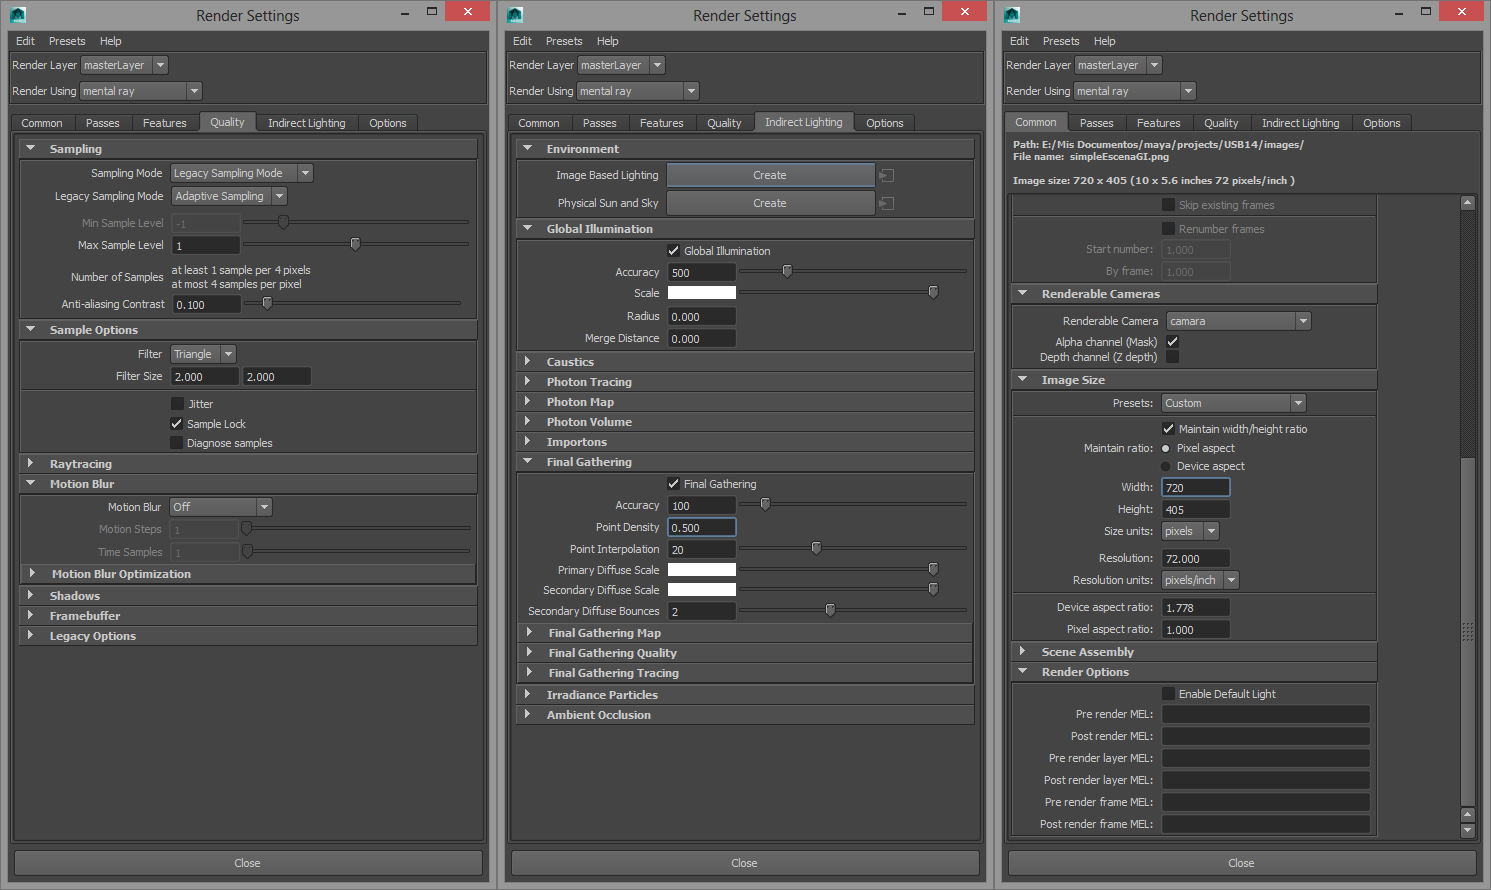 Render Settings
Edit Presets Help
Render Layer masterLayer
Render Using mental ray
Common Passes Features Quality Indirect Lighting Options
Sampling
Sampling Mode Legacy Sampling Mode
Legacy Sampling Mode Adaptive Sampling
Min Sample Level -1
Max Sample Level 1
Number of Samples at least 1 sample per 4 pixels
at most 4 samples per pixel
Anti-aliasing Contrast 0.100
Sample Options
Filter Triangle
Filter Size 2.000 2.000
Jitter
Sample Lock
Diagnose samples
Raytracing
Motion Blur
Motion Blur Off
Motion Steps 1
Time Samples 1
Motion Blur Optimization
Shadows
Framebuffer
Legacy Options
Close
Render Settings
Edit Presets Help
Render Layer masterLayer
Render Using mental ray
Common Passes Features Quality Indirect Lighting Options
Environment
Image Based Lighting Create
Physical Sun and Sky Create
Global Illumination
Global Illumination
Accuracy 500
Scale
Radius 0.000
Merge Distance 0.000
Caustics
Photon Tracing
Photon Map
Photon Volume
Importons
Final Gathering
Final Gathering
Accuracy 100
Point Density 0.500
Point Interpolation 20
Primary Diffuse Scale
Secondary Diffuse Scale
Secondary Diffuse Bounces 2
Final Gathering Map
Final Gathering Quality
Final Gathering Tracing
Irradiance Particles
Ambient Occlusion
Close
Render Settings
Edit Presets Help
Render Layer masterLayer
Render Using mental ray
Common Passes Features Quality Indirect Lighting Options
Path: E:/Mis Documentos/maya/projects/USB14/images/
File name: simpleEscenaGI.png
Image size: 720 x 405 (10 x 5.6 inches 72 pixels/inch )
Skip existing frames
Renumber frames
Start number: 1.000
By frame: 1.000
Renderable Cameras
Renderable Camera camara
Alpha channel (Mask)
Depth channel (Z depth)
Image Size
Presets: Custom
Maintain width/height ratio
Maintain ratio: Pixel aspect
Device aspect
Width: 720
Height: 405
Size units: pixels
Resolution: 72.000
Resolution units: pixels/inch
Device aspect ratio: 1.778
Pixel aspect ratio: 1.000
Scene Assembly
Render Options
Enable Default Light
Pre render MEL:
Post render MEL:
Pre render layer MEL:
Post render layer MEL:
Pre render frame MEL:
Post render frame MEL:
Close